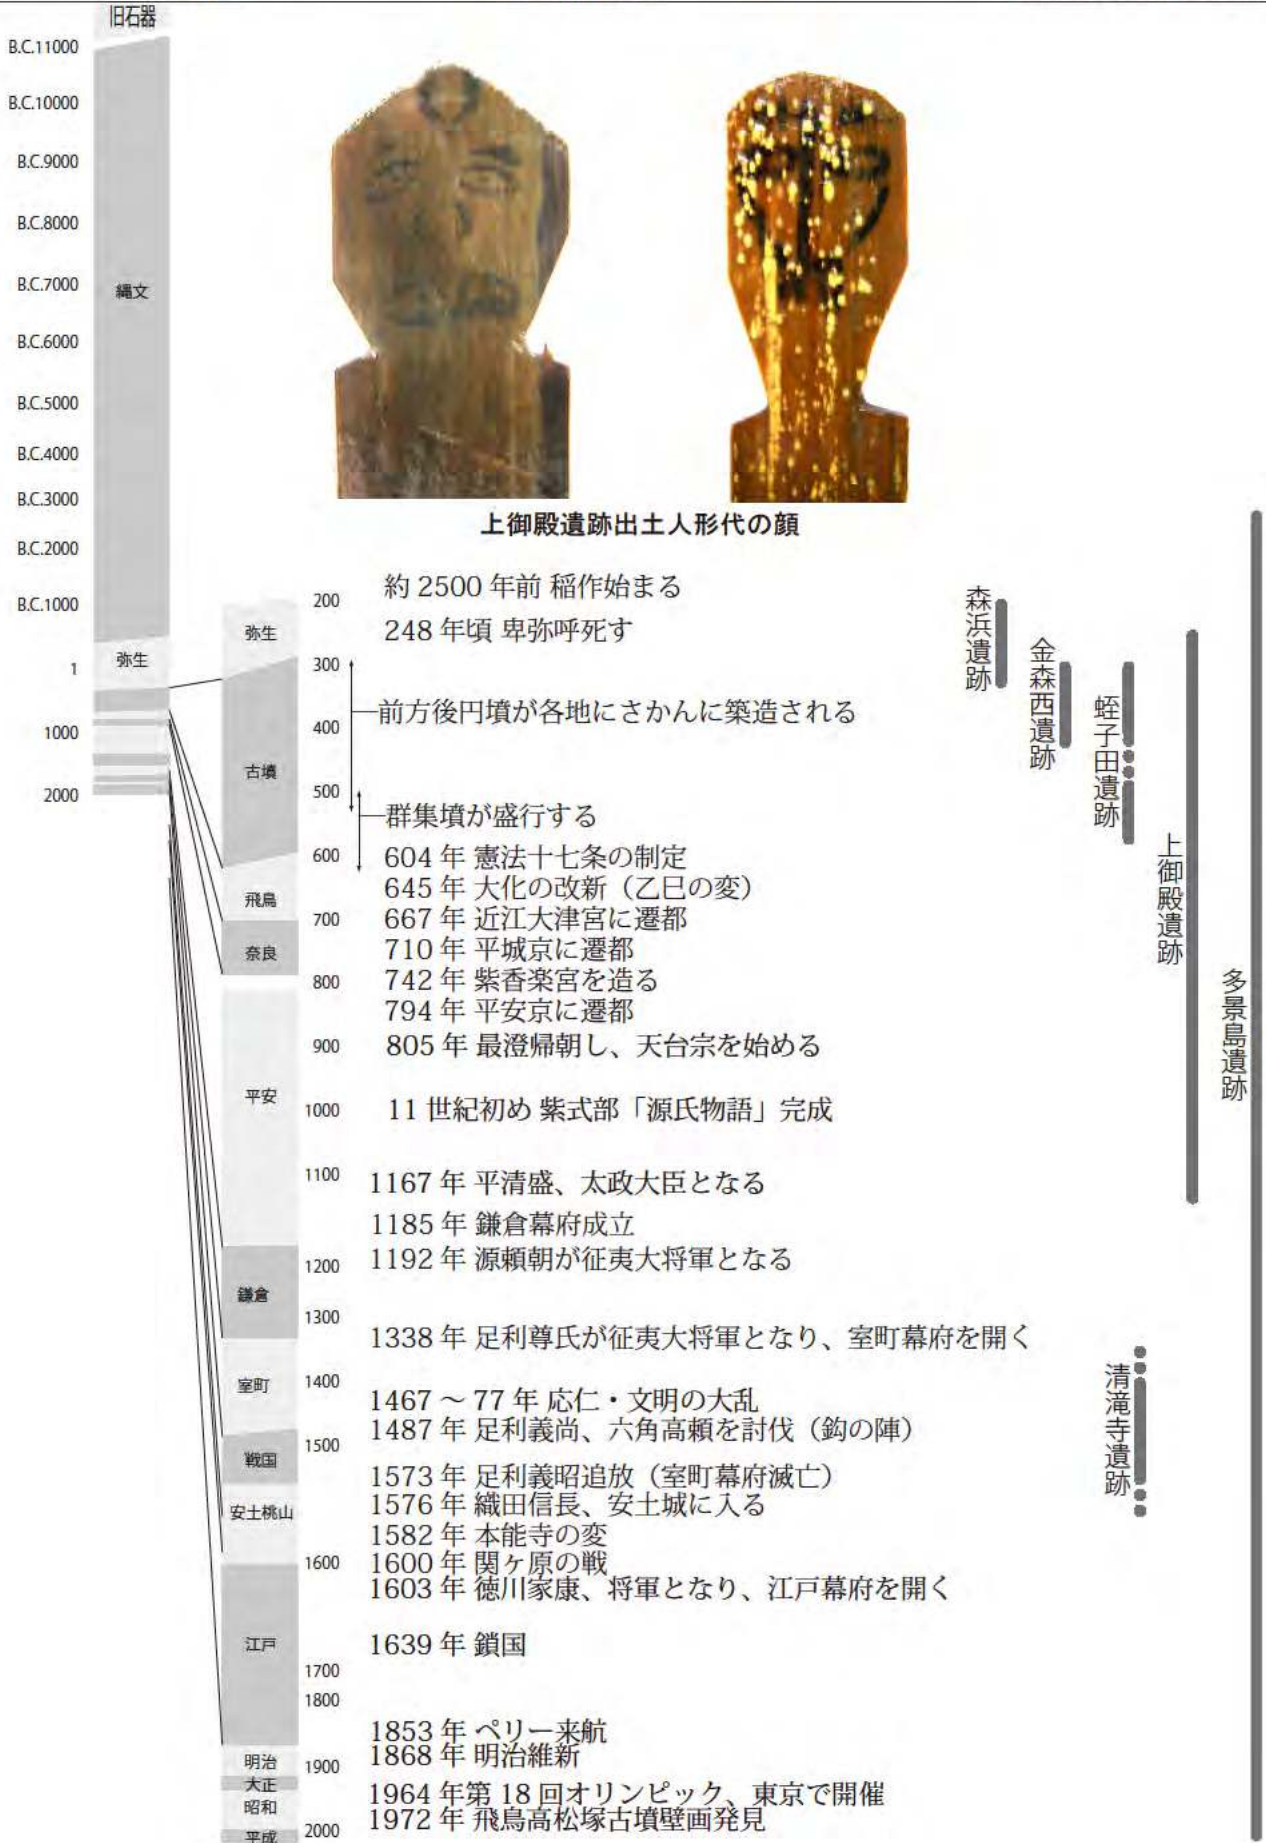 旧石器
B.C.11000
B.C.10000
B.C.9000
B.C.8000
B.C.7000
縄文
B.C.6000
B.C.5000
B.C.4000
B.C.3000
B.C.2000
B.C.1000
弥生
1
1000
2000
上御殿遺跡出土人形代の顔
200
弥生
300
400
古墳
500
600
飛鳥
700
奈良
800
900
平安
1000
1100
1200
鎌倉
1300
室町
1400
1500
戦国
安土桃山
1600
江戸
1700
1800
明治
1900
大正
昭和
平成
2000
約 2500 年前 稲作始まる
248 年頃 卑弥呼死す
前方後円墳が各地にさかんに築造される
群集墳が盛行する
604 年 憲法十七条の制定
645 年 大化の改新（乙巳の変）
667 年 近江大津宮に遷都
710 年 平城京に遷都
742 年 紫香楽宮を造る
794 年 平安京に遷都
805 年 最澄帰朝し、天台宗を始める
11 世紀初め 紫式部「源氏物語」完成
1167 年 平清盛、太政大臣となる
1185 年 鎌倉幕府成立
1192 年 源頼朝が征夷大将軍となる
1338 年 足利尊氏が征夷大将軍となり、室町幕府を開く
1467 ～ 77 年 応仁・文明の大乱
1487 年 足利義尚、六角高頼を討伐（鈎の陣）
1573 年 足利義昭追放（室町幕府滅亡）
1576 年 織田信長、安土城に入る
1582 年 本能寺の変
1600 年 関ヶ原の戦
1603 年 徳川家康、将軍となり、江戸幕府を開く
1639 年 鎖国
1853 年 ペリー来航
1868 年 明治維新
1964 年第 18 回オリンピック、東京で開催
1972 年 飛鳥高松塚古墳壁画発見
森浜遺跡
金森西遺跡
蛭子田遺跡
上御殿遺跡
多景島遺跡
清滝寺遺跡